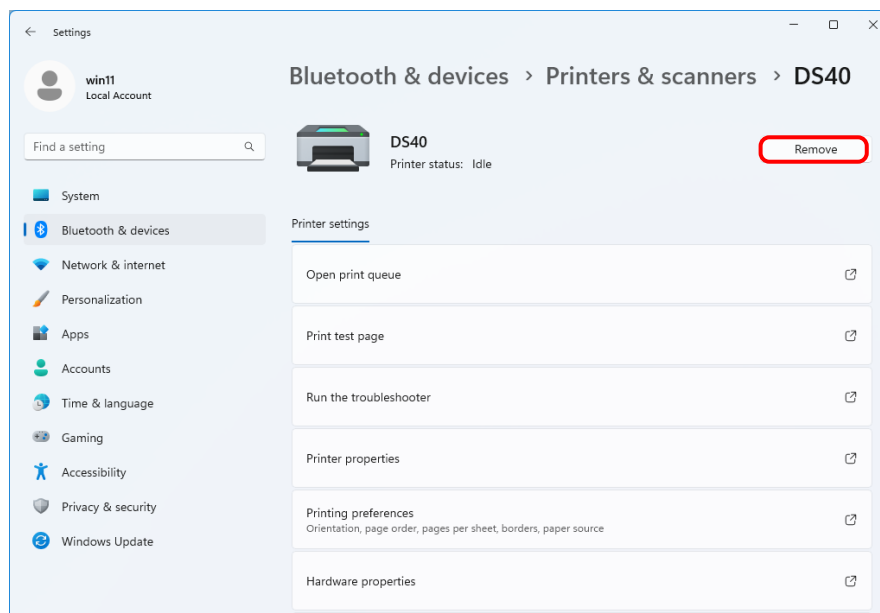 Settings
win11
Local Account
Find a setting
System
Bluetooth & devices
Network & internet
Personalization
Apps
Accounts
Time & language
Gaming
Accessibility
Privacy & security
Windows Update
Bluetooth & devices > Printers & scanners > DS40
DS40
Printer status: Idle
Remove
Printer settings
Open print queue
Print test page
Run the troubleshooter
Printer properties
Printing preferences
Orientation, page order, pages per sheet, borders, paper source
Hardware properties